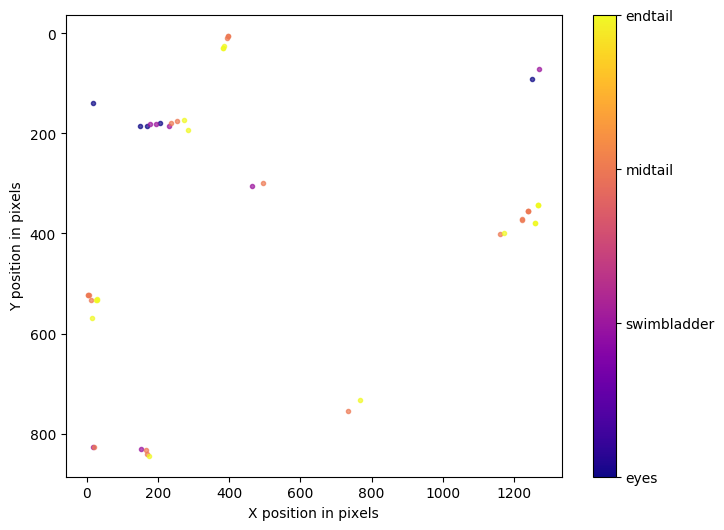 endtail
midtail
swimbladder
eyes
0
200
400
600
800
Y position in pixels
0
200
400
600
800
1000
1200
X position in pixels